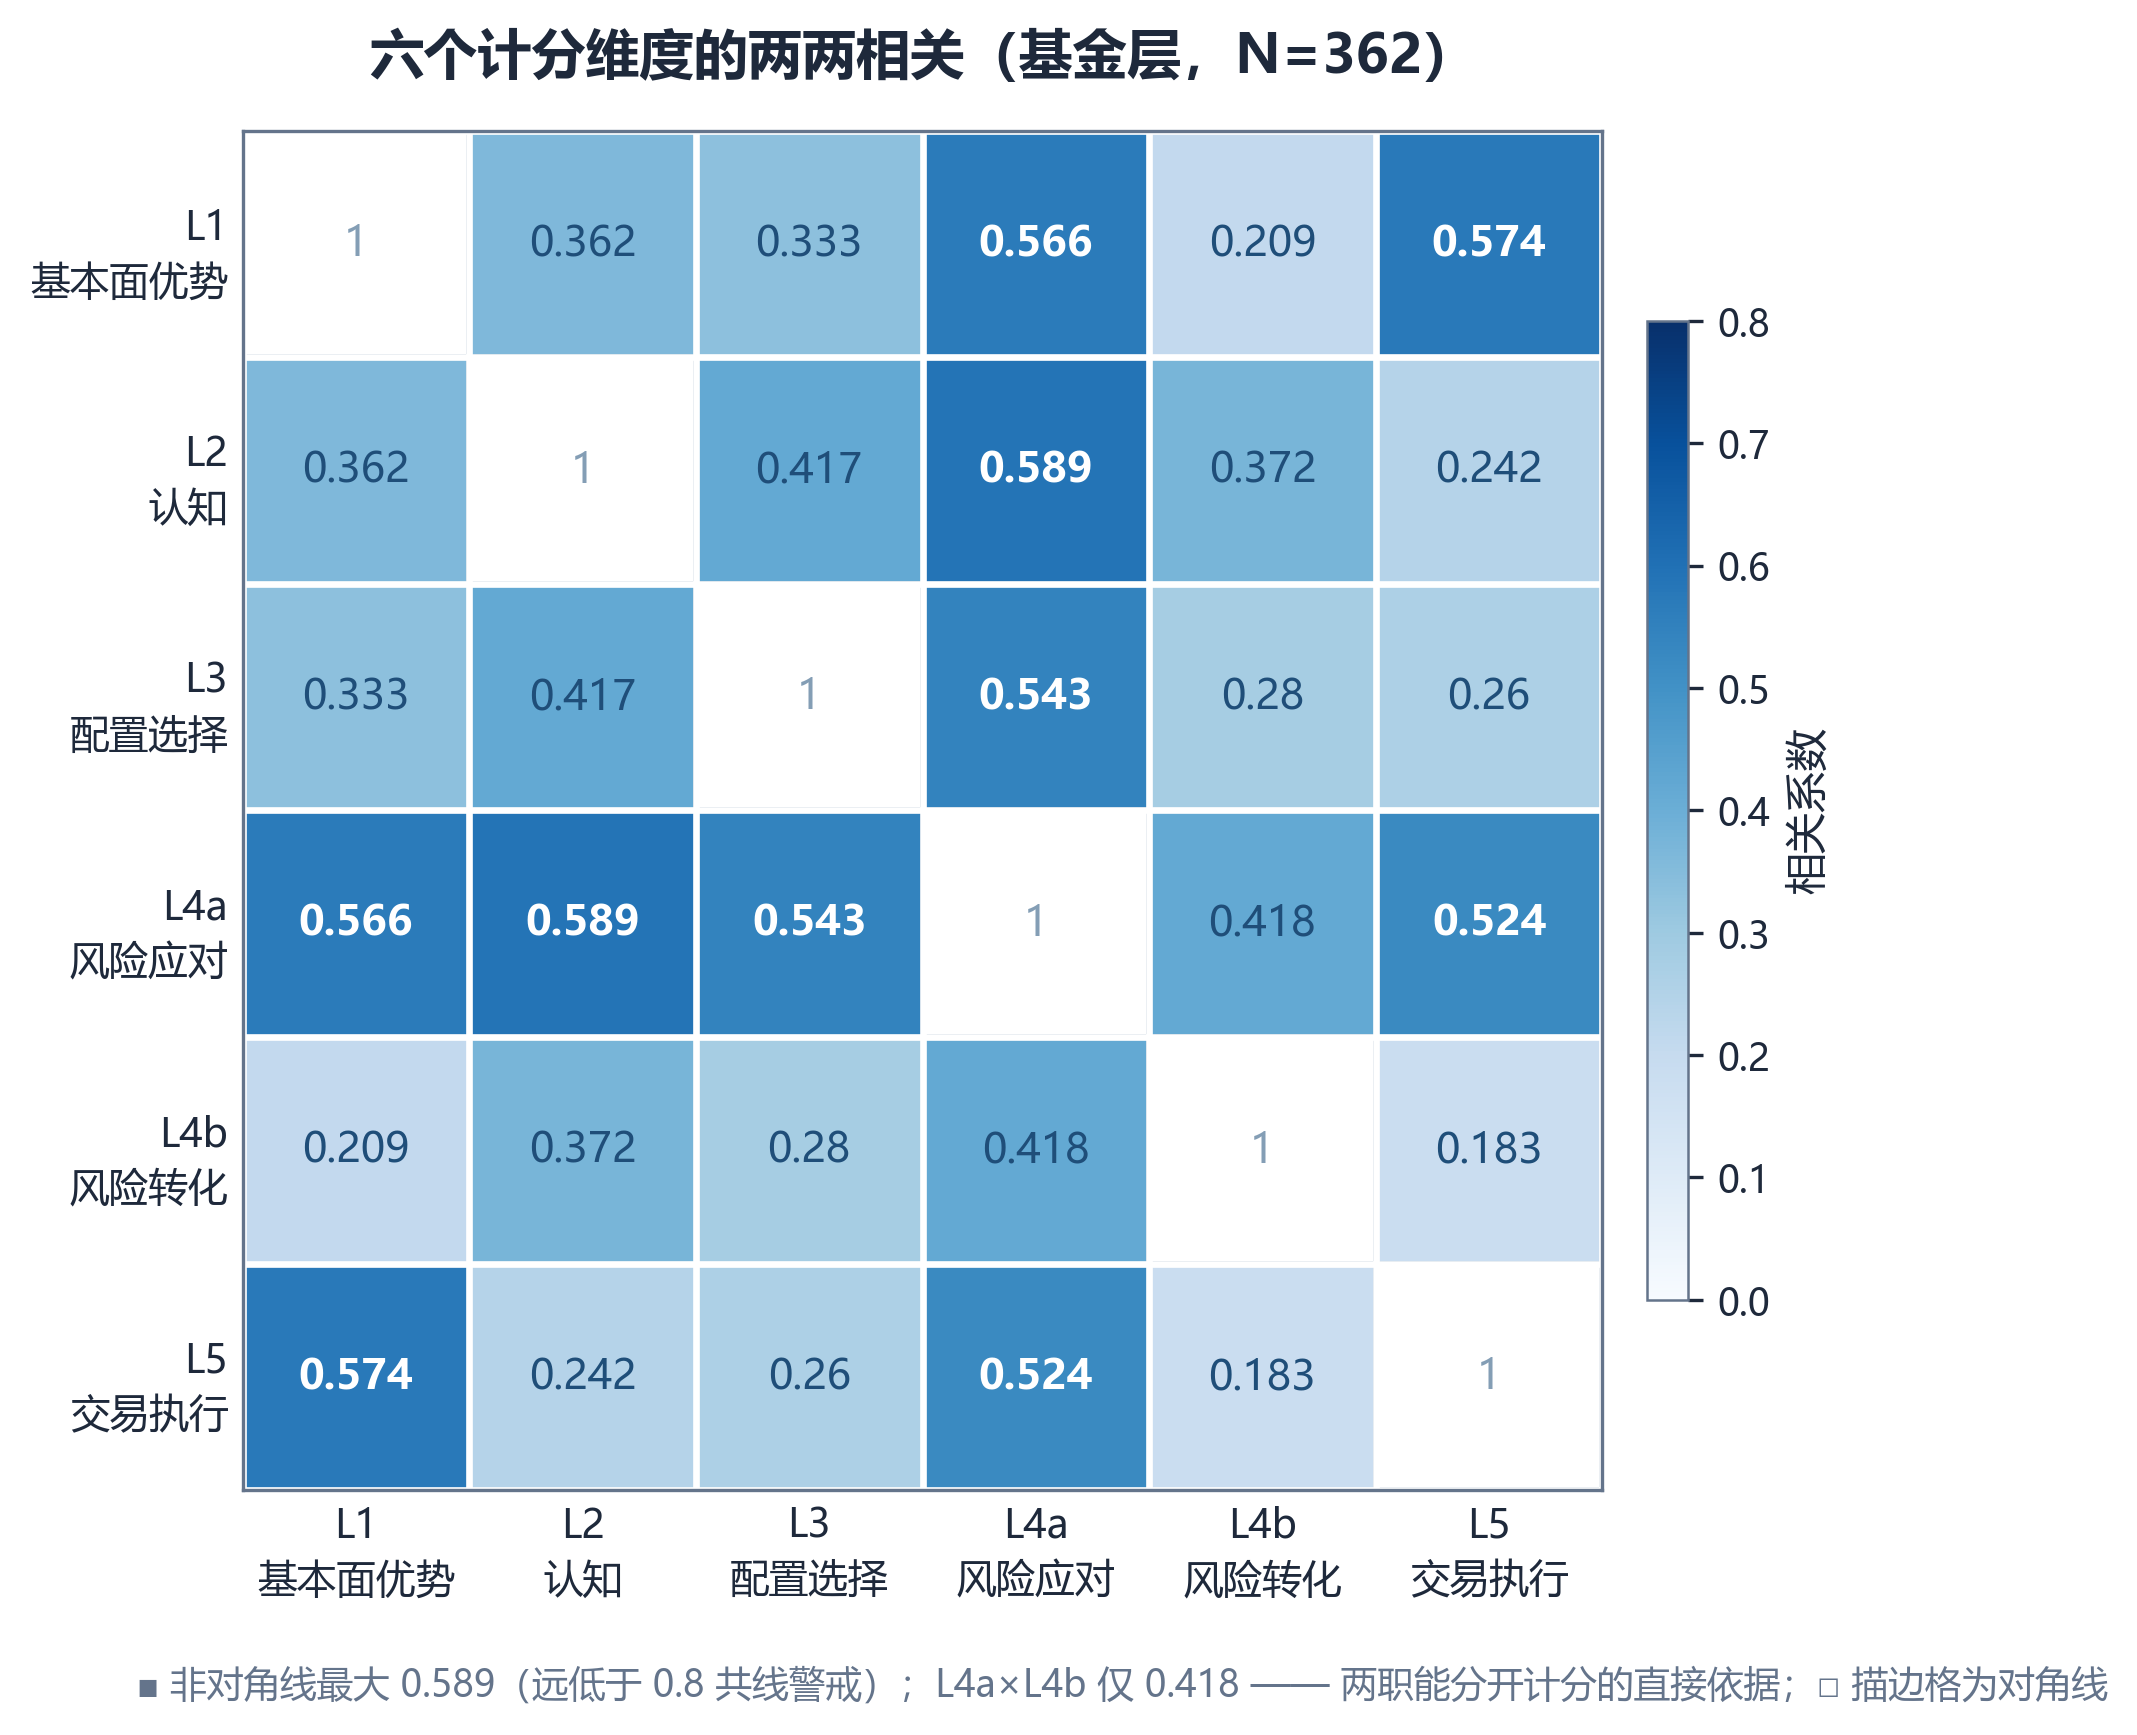 六个计分维度的两两相关（基金层，N=362）
L1
基本面优势
1 0.362 0.333 0.566 0.209 0.574
L2
认知
0.362 1 0.417 0.589 0.372 0.242
L3
配置选择
0.333 0.417 1 0.543 0.28 0.26
L4a
风险应对
0.566 0.589 0.543 1 0.418 0.524
L4b
风险转化
0.209 0.372 0.28 0.418 1 0.183
L5
交易执行
0.574 0.242 0.26 0.524 0.183 1
L1 L2 L3 L4a L4b L5
基本面优势 认知 配置选择 风险应对 风险转化 交易执行
0.8
0.7
0.6
0.5
0.4
0.3
0.2
0.1
0.0
相关系数
■ 非对角线最大 0.589（远低于 0.8 共线警戒）；L4a×L4b 仅 0.418 —— 两职能分开计分的直接依据；□ 描边格为对角线